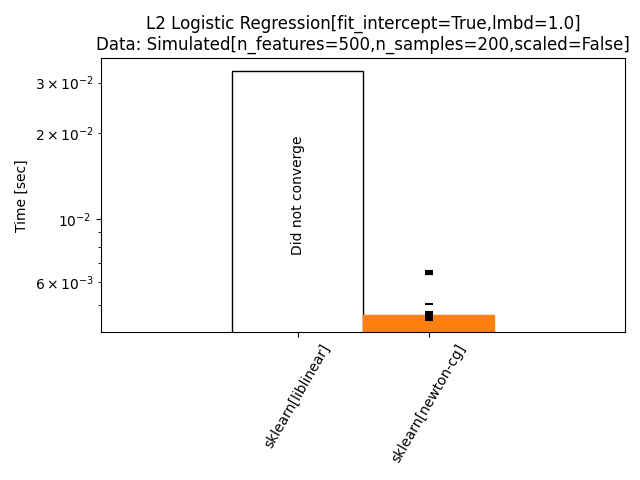 L2 Logistic Regression[fit_intercept=True,lmbd=1.0]
Data: Simulated[n_features=500,n_samples=200,scaled=False]
Time [sec]
3 × 10⁻²
2 × 10⁻²
10⁻²
6 × 10⁻³
Did not converge
sklearn[liblinear]
sklearn[newton-cg]